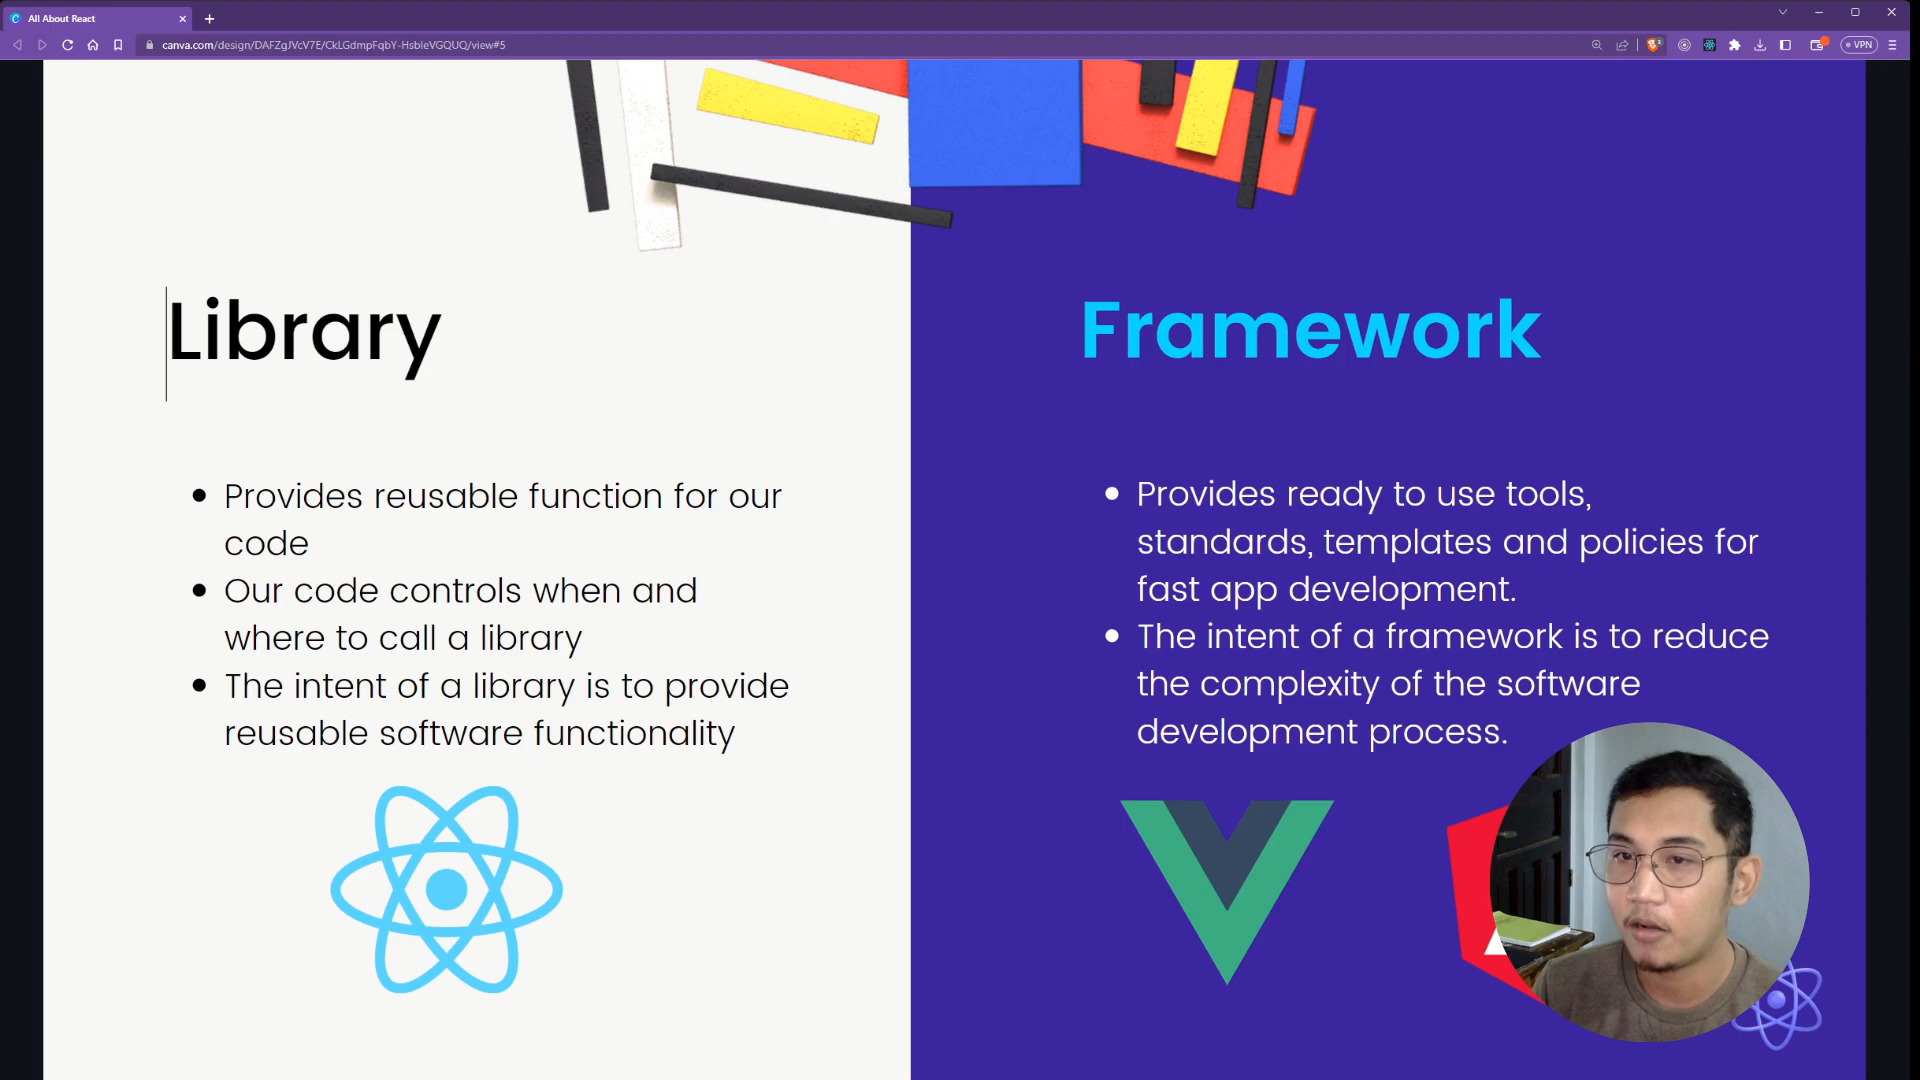 All About React
canva.com/design/DAFZgJVcV7E/CkLGdmpFqbY-HsbleVGQUQ/view#5
VPN
Library
Framework
Provides reusable function for our
code
Our code controls when and
where to call a library
The intent of a library is to provide
reusable software functionality
Provides ready to use tools,
standards, templates and policies for
fast app development.
The intent of a framework is to reduce
the complexity of the software
development process.